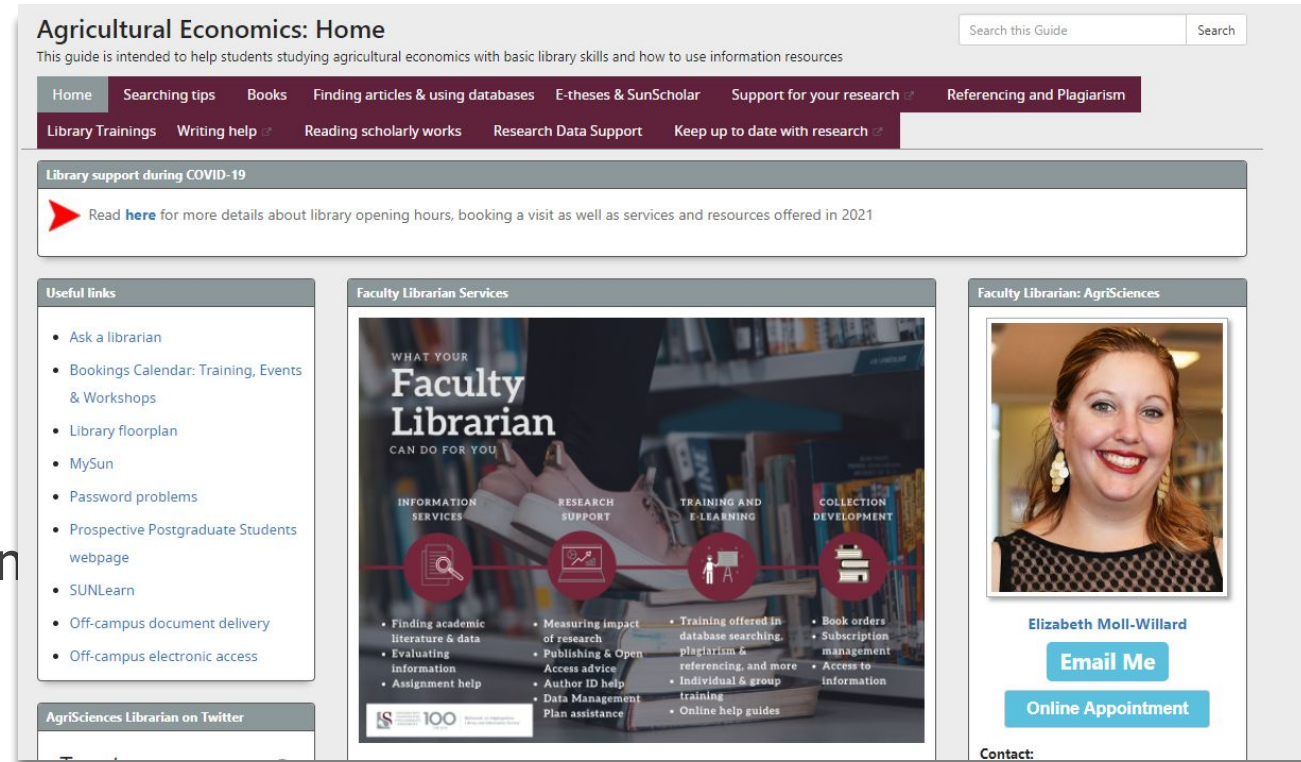 Agricultural Economics: Home
Search this Guide
Search
This guide is intended to help students studying agricultural economics with basic library skills and how to use information resources
Home
Searching tips
Books
Finding articles & using databases
E-theses & SunScholar
Support for your research
Referencing and Plagiarism
Library Trainings
Writing help
Reading scholarly works
Research Data Support
Keep up to date with research
Library support during COVID-19
Read here for more details about library opening hours, booking a visit as well as services and resources offered in 2021
Useful links
Ask a librarian
Bookings Calendar: Training, Events
& Workshops
Library floorplan
MySun
Password problems
Prospective Postgraduate Students
webpage
SUNLearn
Off-campus document delivery
Off-campus electronic access
AgriSciences Librarian on Twitter
Faculty Librarian Services
WHAT YOUR
Faculty
Librarian
CAN DO FOR YOU
INFORMATION
SERVICES
• Finding academic
literature & data
• Evaluating
information
• Assignment help
RESEARCH
SUPPORT
• Measuring impact
of research
• Publishing & Open
Access advice
• Author ID help
• Data Management
Plan assistance
TRAINING AND
E-LEARNING
• Training offered in
database searching,
plagiarism &
referencing, and more
• Individual & group
training
• Online help guides
COLLECTION
DEVELOPMENT
• Book orders
• Subscription
management
• Access to
information
100
Faculty Librarian: AgriSciences
Elizabeth Moll-Willard
Email Me
Online Appointment
Contact: